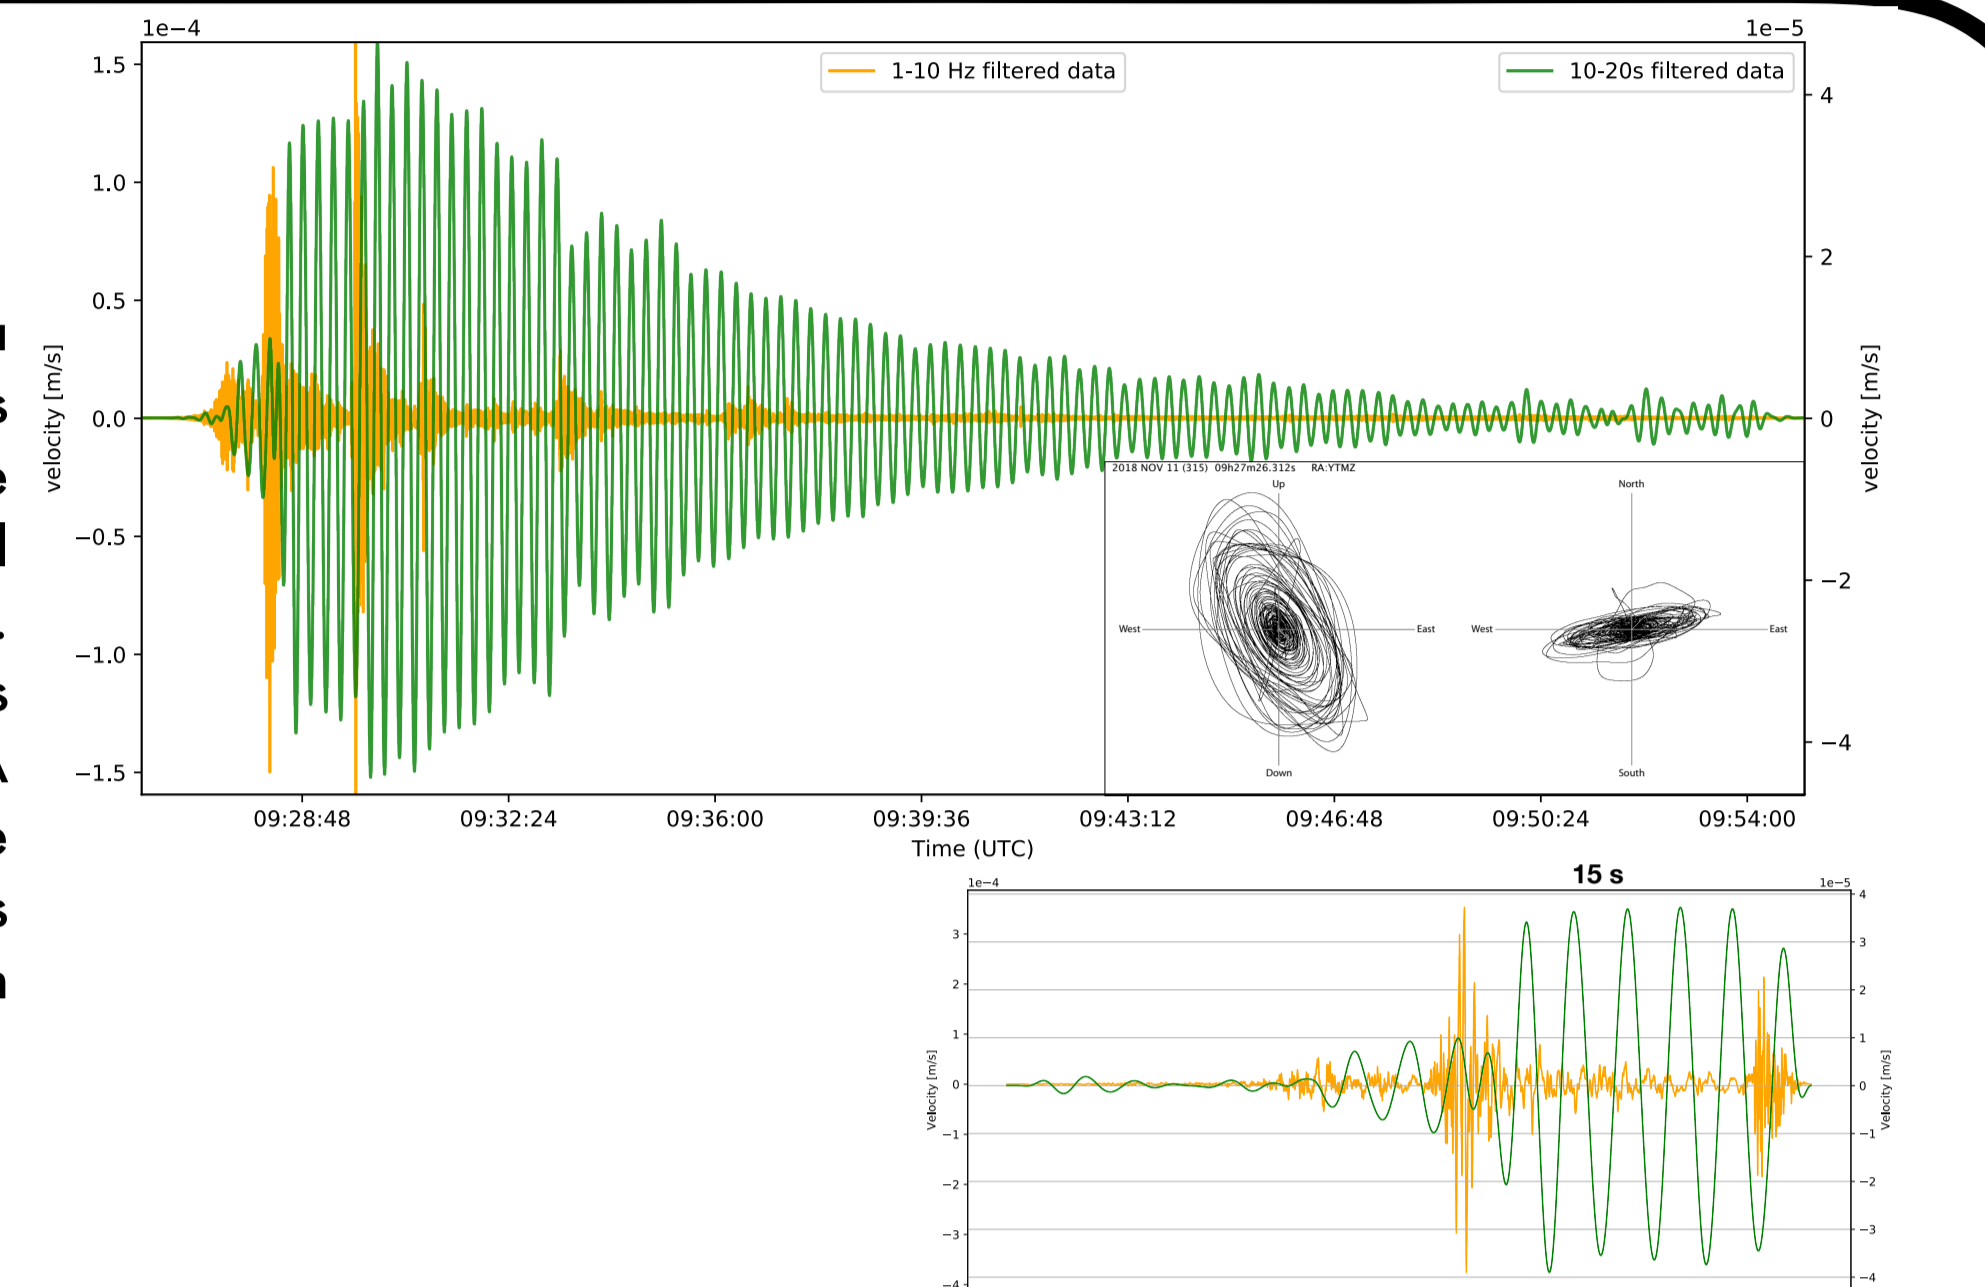 1e−4
1e−5
1-10 Hz filtered data
10-20s filtered data
1.5
1.0
0.5
0.0
−0.5
−1.0
−1.5
velocity [m/s]
4
2
0
−2
−4
velocity [m/s]
2018 NOV 11 (315) 09h27m26.312s RA:YTMZ
Up
North
West
East
West
East
Down
South
09:28:48 09:32:24 09:36:00 09:39:36 09:43:12 09:46:48 09:50:24 09:54:00
Time (UTC)
15 s
1e−4
1e−5
3
2
1
0
−1
−2
−3
−4
Velocity [m/s]
4
3
2
1
0
−1
−2
−3
−4
Velocity [m/s]